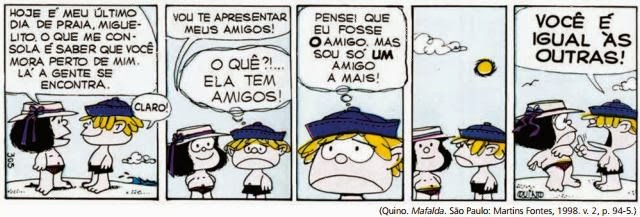 HOJE É MEU ÚLTIMO
DIA DE PRAIA, MIGUE-
LITO. O QUE ME CON-
SOLA É SABER QUE VOCÊ
MORA PERTO DE MIM.
LÁ A GENTE SE
ENCONTRA.
CLARO!
305
VOU TE APRESENTAR
MEUS AMIGOS!
O QUÊ?!...
ELA TEM
AMIGOS!
PENSEI QUE
EU FOSSE
O AMIGO. MAS
SOU SÓ UM
AMIGO
A MAIS!
VOCÊ É
IGUAL ÀS
OUTRAS!
QUINO
(Quino. Mafalda. São Paulo: Martins Fontes, 1998. v. 2, p. 94-5.)